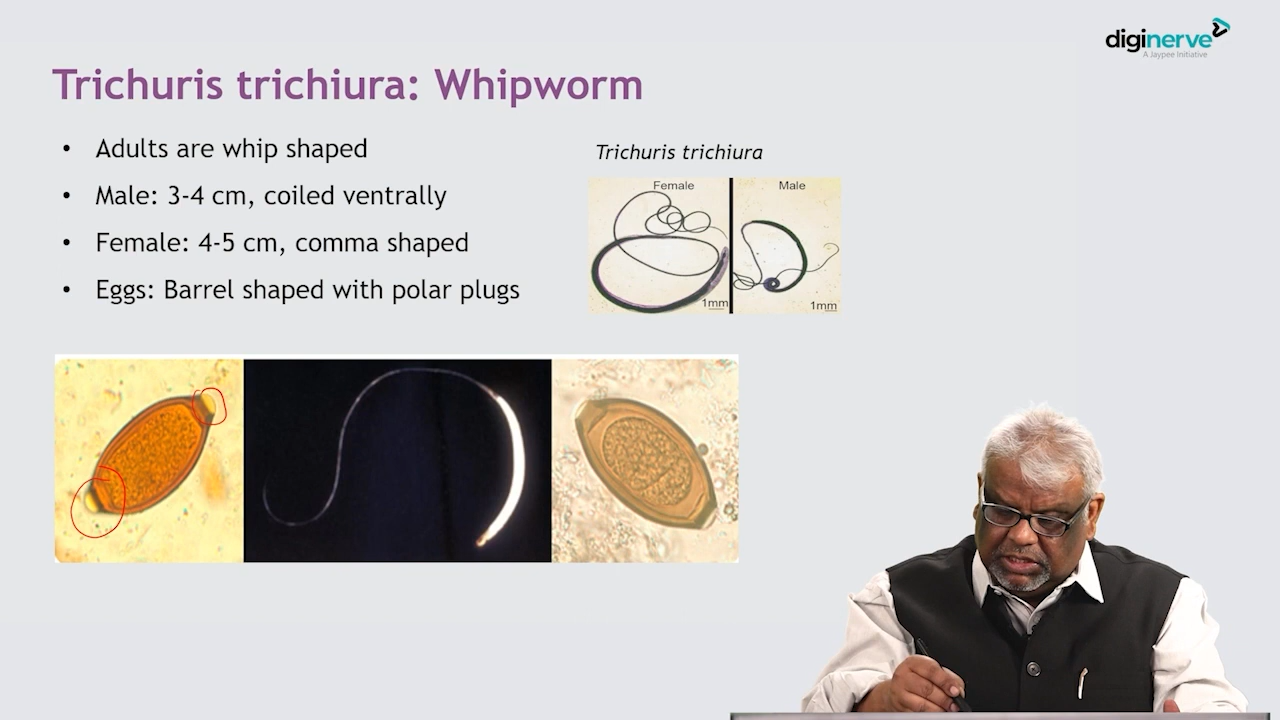 diginerve
A Jaypee Initiative
Trichuris trichiura: Whipworm
• Adults are whip shaped
• Male: 3-4 cm, coiled ventrally
• Female: 4-5 cm, comma shaped
• Eggs: Barrel shaped with polar plugs
Trichuris trichiura
Female
Male
1mm
1mm